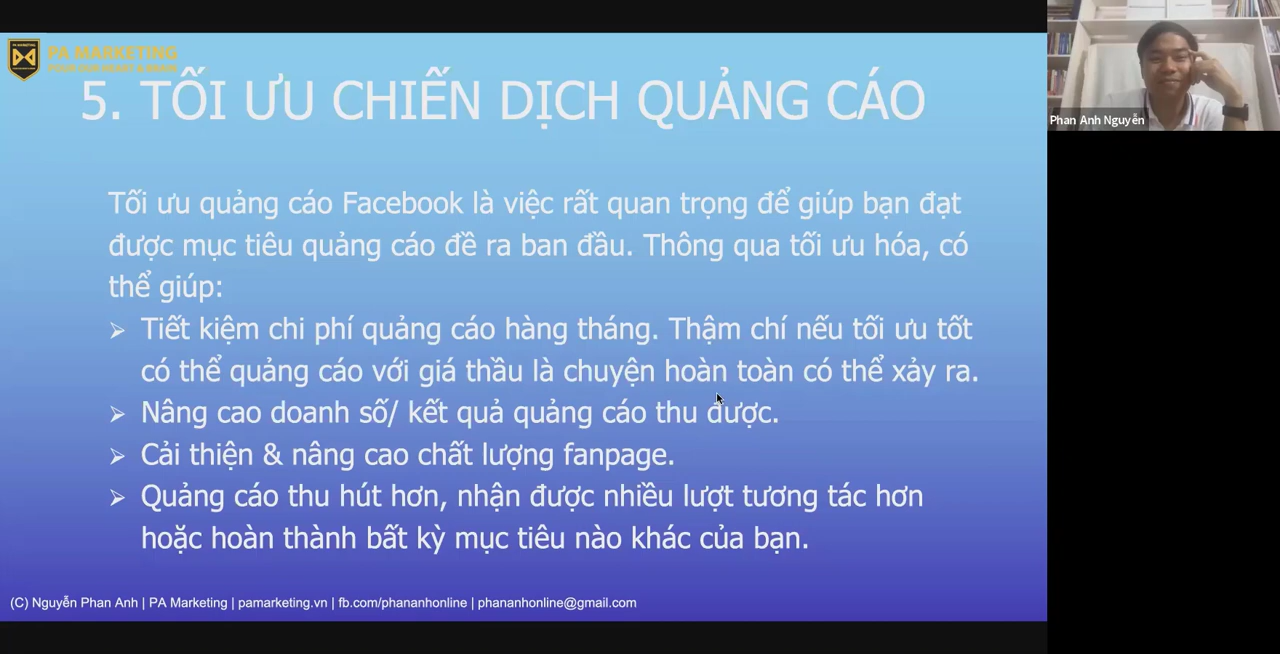 PA MARKETING
5. TỐI ƯU CHIẾN DỊCH QUẢNG CÁO
Phan Anh Nguyễn
Tối ưu quảng cáo Facebook là việc rất quan trọng để giúp bạn đạt
được mục tiêu quảng cáo đề ra ban đầu. Thông qua tối ưu hóa, có
thể giúp:
➢ Tiết kiệm chi phí quảng cáo hàng tháng. Thậm chí nếu tối ưu tốt
có thể quảng cáo với giá thầu là chuyện hoàn toàn có thể xảy ra.
➢ Nâng cao doanh số/ kết quả quảng cáo thu được.
➢ Cải thiện & nâng cao chất lượng fanpage.
➢ Quảng cáo thu hút hơn, nhận được nhiều lượt tương tác hơn
hoặc hoàn thành bất kỳ mục tiêu nào khác của bạn.
(C) Nguyễn Phan Anh | PA Marketing | pamarketing.vn | fb.com/phananhonline | phananhonline@gmail.com